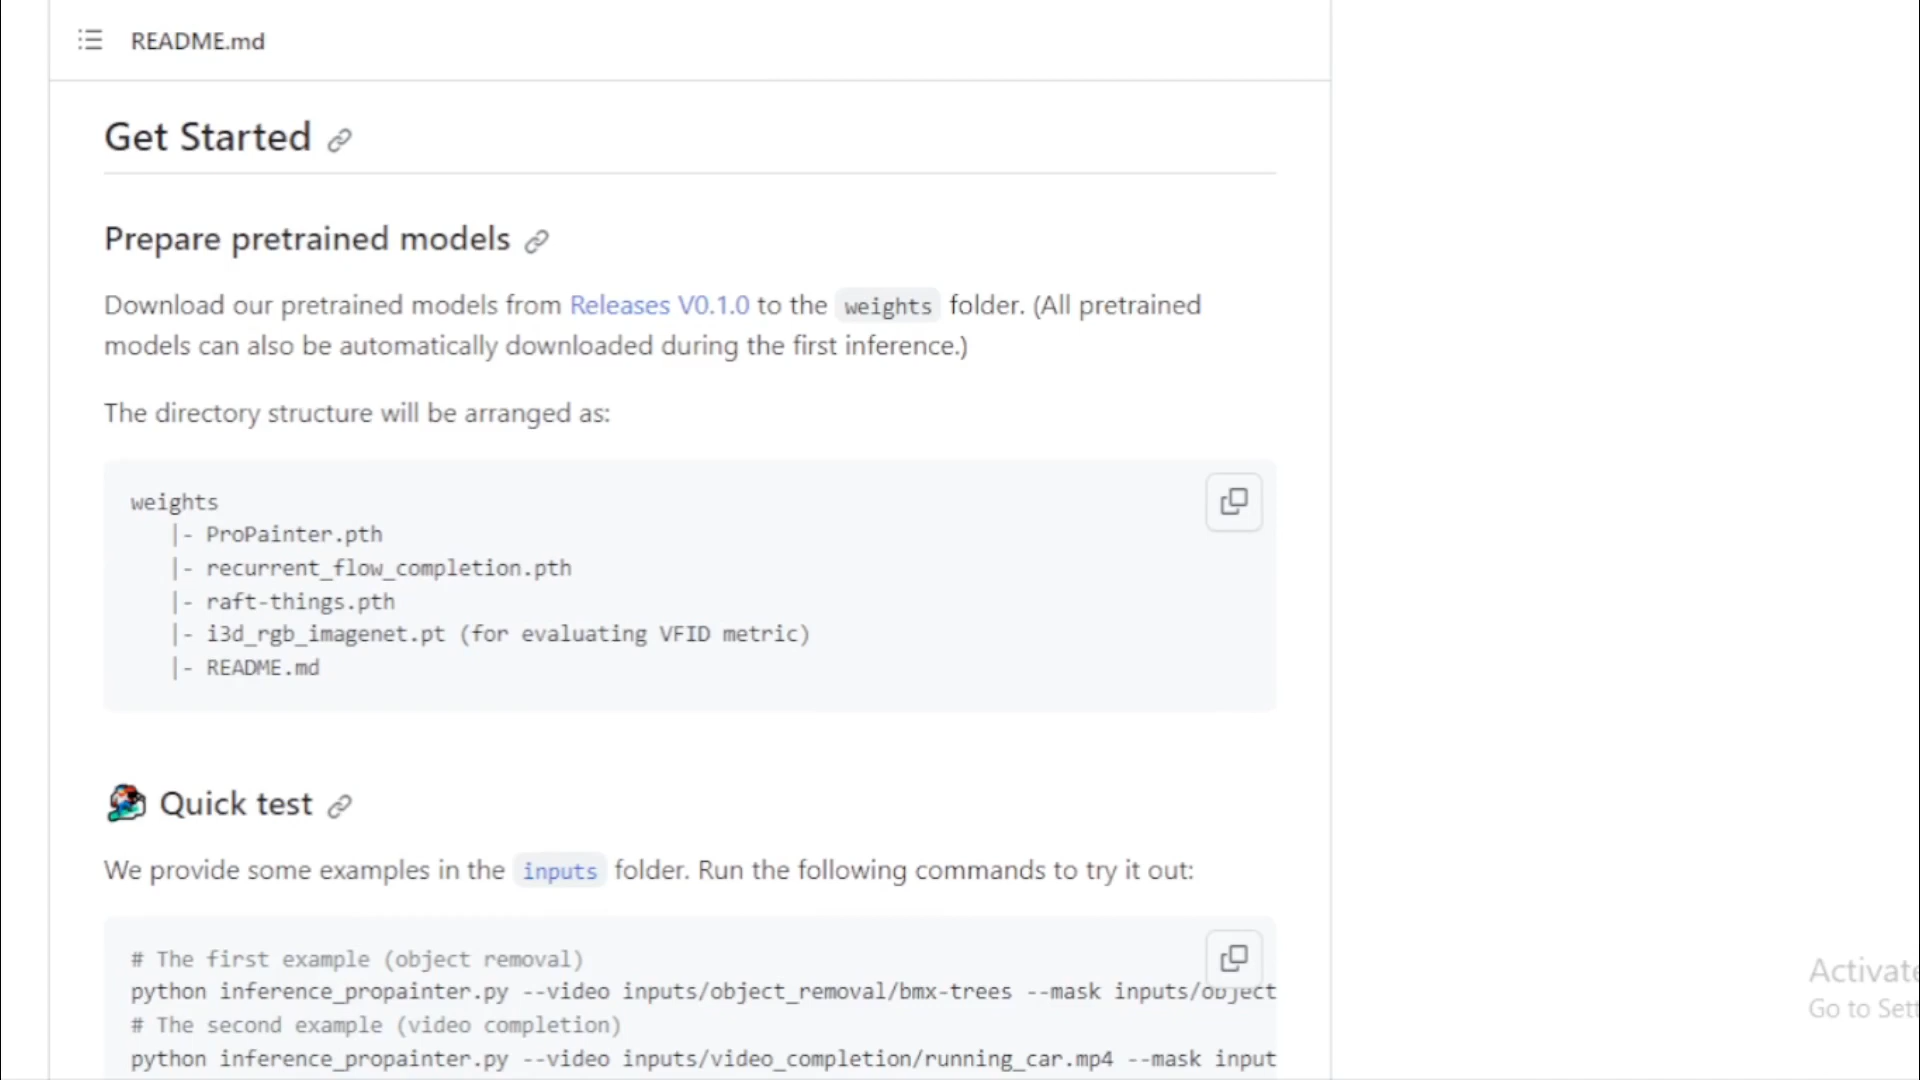 README.md
Get Started
Prepare pretrained models
Download our pretrained models from Releases V0.1.0 to the weights folder. (All pretrained
models can also be automatically downloaded during the first inference.)
The directory structure will be arranged as:
weights
|- ProPainter.pth
|- recurrent_flow_completion.pth
|- raft-things.pth
|- i3d_rgb_imagenet.pt (for evaluating VFID metric)
|- README.md
Quick test
We provide some examples in the inputs folder. Run the following commands to try it out:
# The first example (object removal)
python inference_propainter.py --video inputs/object_removal/bmx-trees --mask inputs/object
# The second example (video completion)
python inference_propainter.py --video inputs/video_completion/running_car.mp4 --mask input
Activate
Go to Sett